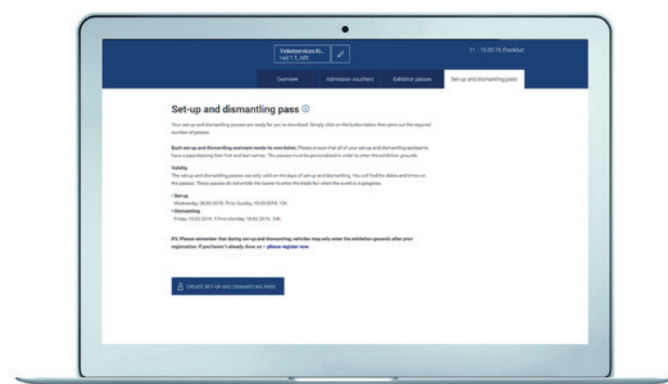 Ticketservices
Hall 1.1, A01
11. - 15.03.19, Frankfurt
Overview
Admission vouchers
Exhibitor passes
Set-up and dismantling pass
Set-up and dismantling pass
Your set-up and dismantling passes are ready for you to download. Simply click on the button below then print out the required
number of passes.
Each set-up and dismantling assistant needs its own ticket. Please ensure that all of your set-up and dismantling assistants
have a pass bearing their first and last names. The passes must be personalised in order to enter the exhibition grounds.
Validity
The set-up and dismantling passes are only valid on the days of set-up and dismantling. You will find the dates and times on
the passes. These passes do not entitle the bearer to enter the trade fair when the event is in progress.
• Set-up
Wednesday, 2019, to Sunday, 10.03.2019,
• Dismantling
Friday, 15.03.2019, 17h to Monday, 18.03.2019, 24h
P.S: Please remember that during set-up and dismantling, vehicles may only enter the exhibition grounds after prior
registration. If you haven't already done so – please register now.
CREATE SET-UP AND DISMANTLING PASS